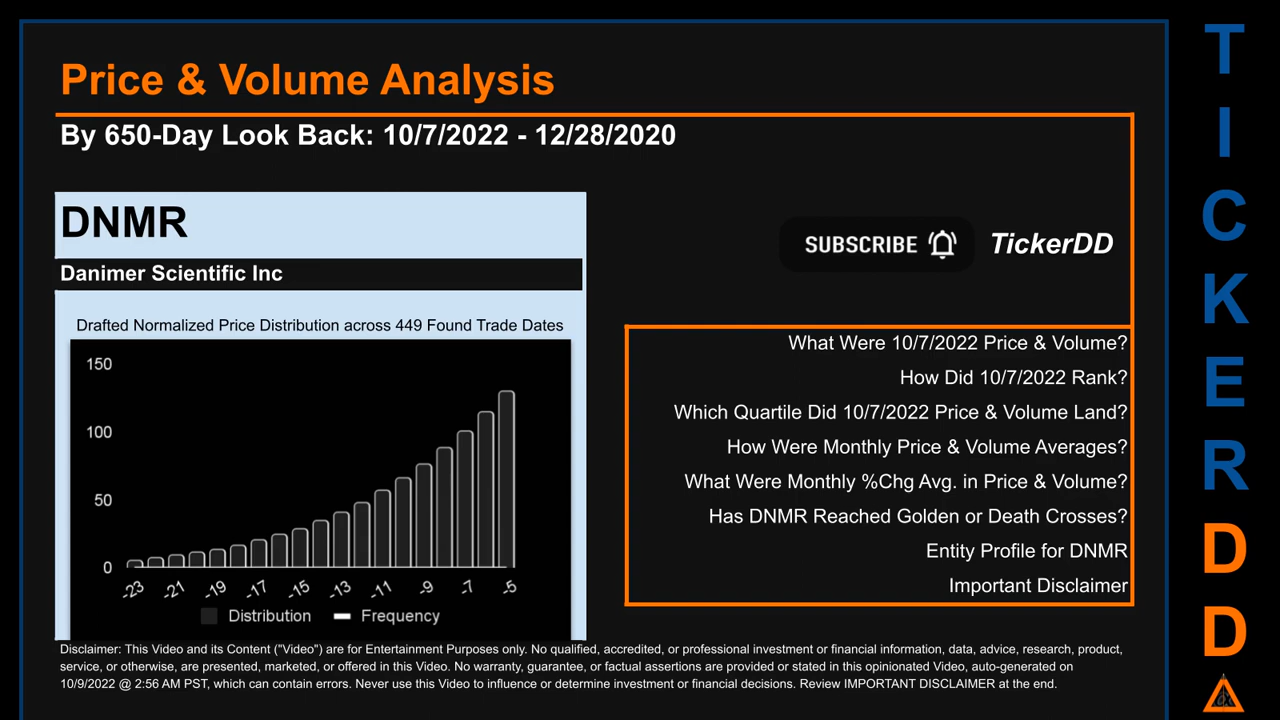 Price & Volume Analysis
By 650-Day Look Back: 10/7/2022 - 12/28/2020
DNMR
Danimer Scientific Inc
Drafted Normalized Price Distribution across 449 Found Trade Dates
150
100
50
0
-23
-21
-19
-17
-15
-13
-11
-9
-7
-5
Distribution
Frequency
SUBSCRIBE
TickerDD
What Were 10/7/2022 Price & Volume?
How Did 10/7/2022 Rank?
Which Quartile Did 10/7/2022 Price & Volume Land?
How Were Monthly Price & Volume Averages?
What Were Monthly %Chg Avg. in Price & Volume?
Has DNMR Reached Golden or Death Crosses?
Entity Profile for DNMR
Important Disclaimer
Disclaimer: This Video and its Content ("Video") are for Entertainment Purposes only. No qualified, accredited, or professional investment or financial information, data, advice, research, product,
service, or otherwise, are presented, marketed, or offered in this Video. No warranty, guarantee, or factual assertions are provided or stated in this opinionated Video, auto-generated on
10/9/2022 @ 2:56 AM PST, which can contain errors. Never use this Video to influence or determine investment or financial decisions. Review IMPORTANT DISCLAIMER at the end.
T
I
C
K
E
R
D
D